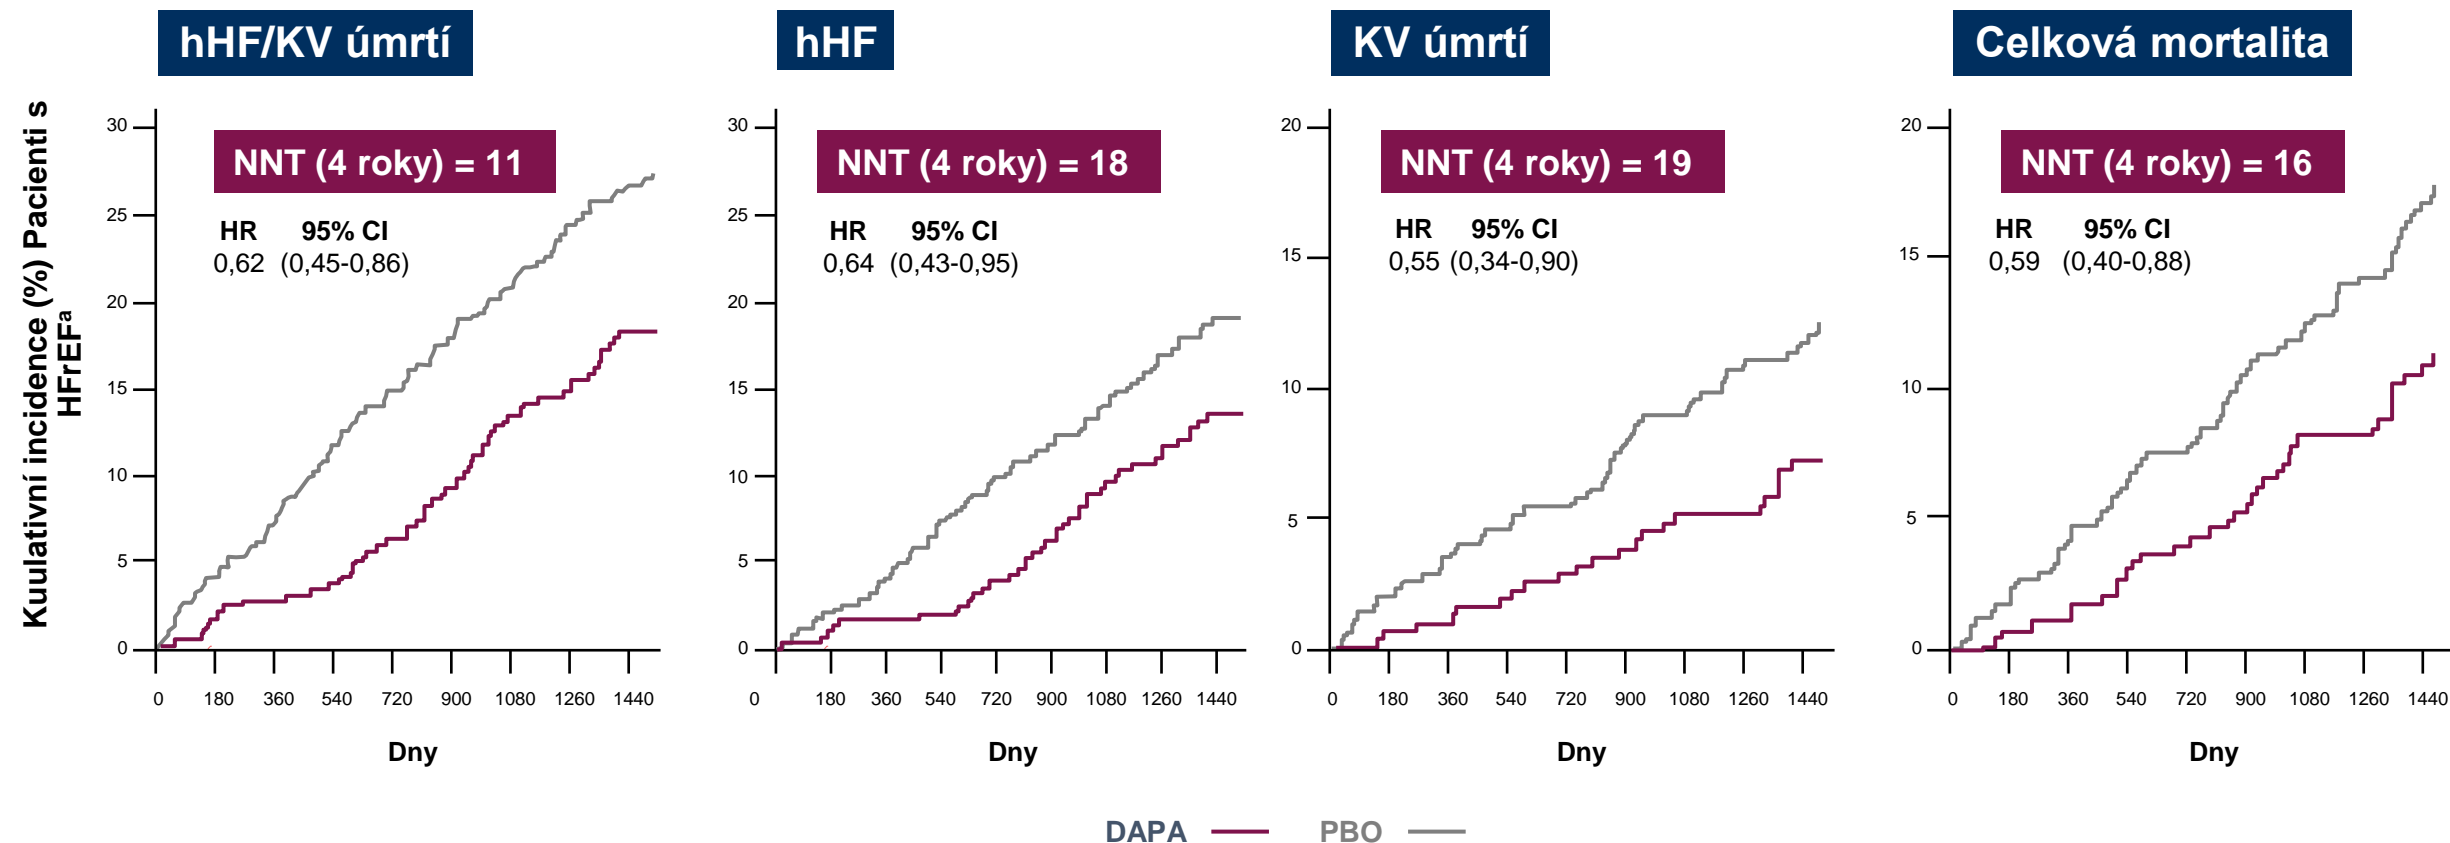 hHF/KV úmrtí
Kuulativní incidence (%) Pacienti s
HFrEFª
30
25
20
15
10
5
0
NNT (4 roky) = 11
HR 95% CI
0,62 (0,45-0,86)
0 180 360 540 720 900 1080 1260 1440
Dny
hHF
30
25
20
15
10
5
0
NNT (4 roky) = 18
HR 95% CI
0,64 (0,43-0,95)
0 180 360 540 720 900 1080 1260 1440
Dny
KV úmrtí
20
15
10
5
0
NNT (4 roky) = 19
HR 95% CI
0,55 (0,34-0,90)
0 180 360 540 720 900 1080 1260 1440
Dny
Celková mortalita
20
15
10
5
0
NNT (4 roky) = 16
HR 95% CI
0,59 (0,40-0,88)
0 180 360 540 720 900 1080 1260 1440
Dny
DAPA PBO